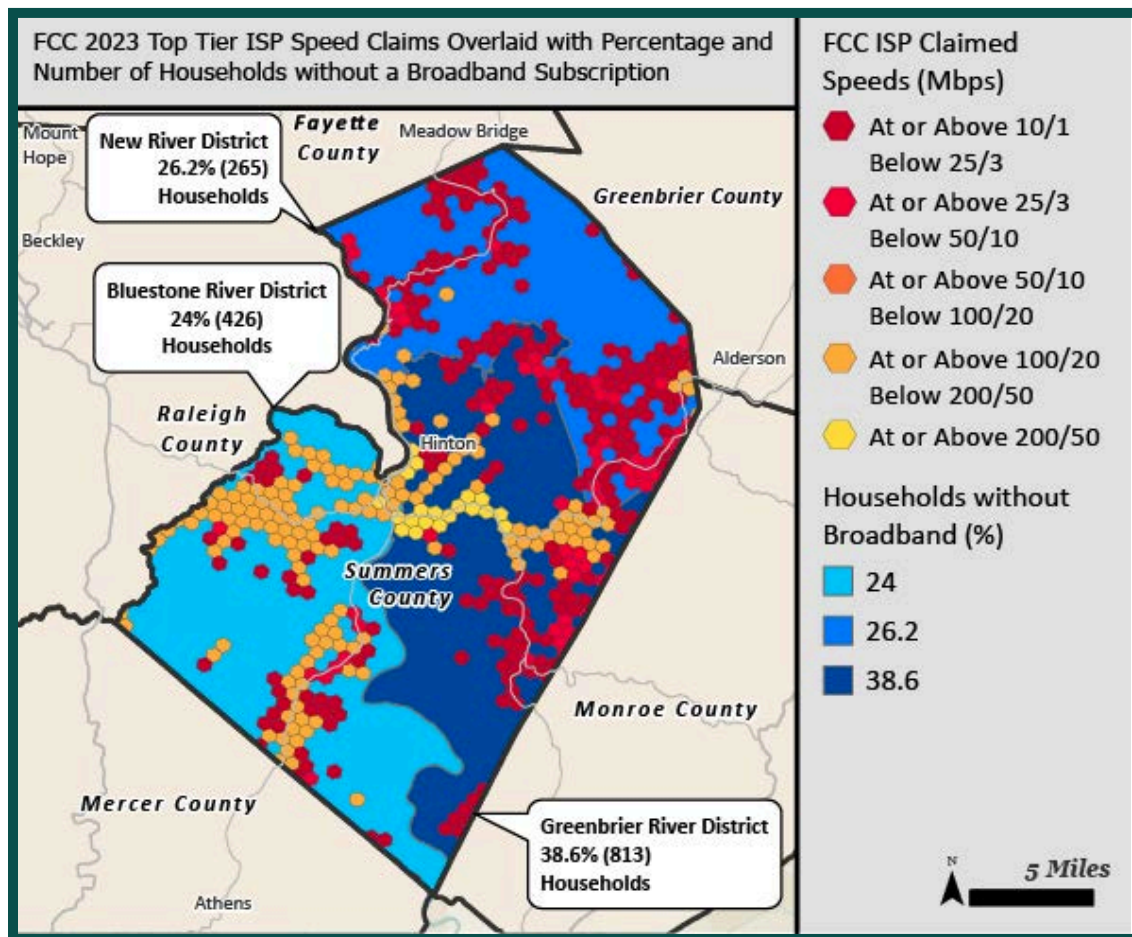 FCC 2023 Top Tier ISP Speed Claims Overlaid with Percentage and
Number of Households without a Broadband Subscription
Mount
Hope
New River District
26.2% (265)
Households
Fayette
County
Meadow Bridge
Greenbrier County
Beckley
Bluestone River District
24% (426)
Households
Alderson
Raleigh
County
Hinton
Summers
County
Monroe County
Mercer County
Greenbrier River District
38.6% (813)
Households
Athens
FCC ISP Claimed
Speeds (Mbps)
At or Above 10/1
Below 25/3
At or Above 25/3
Below 50/10
At or Above 50/10
Below 100/20
At or Above 100/20
Below 200/50
At or Above 200/50
Households without
Broadband (%)
24
26.2
38.6
N
5 Miles